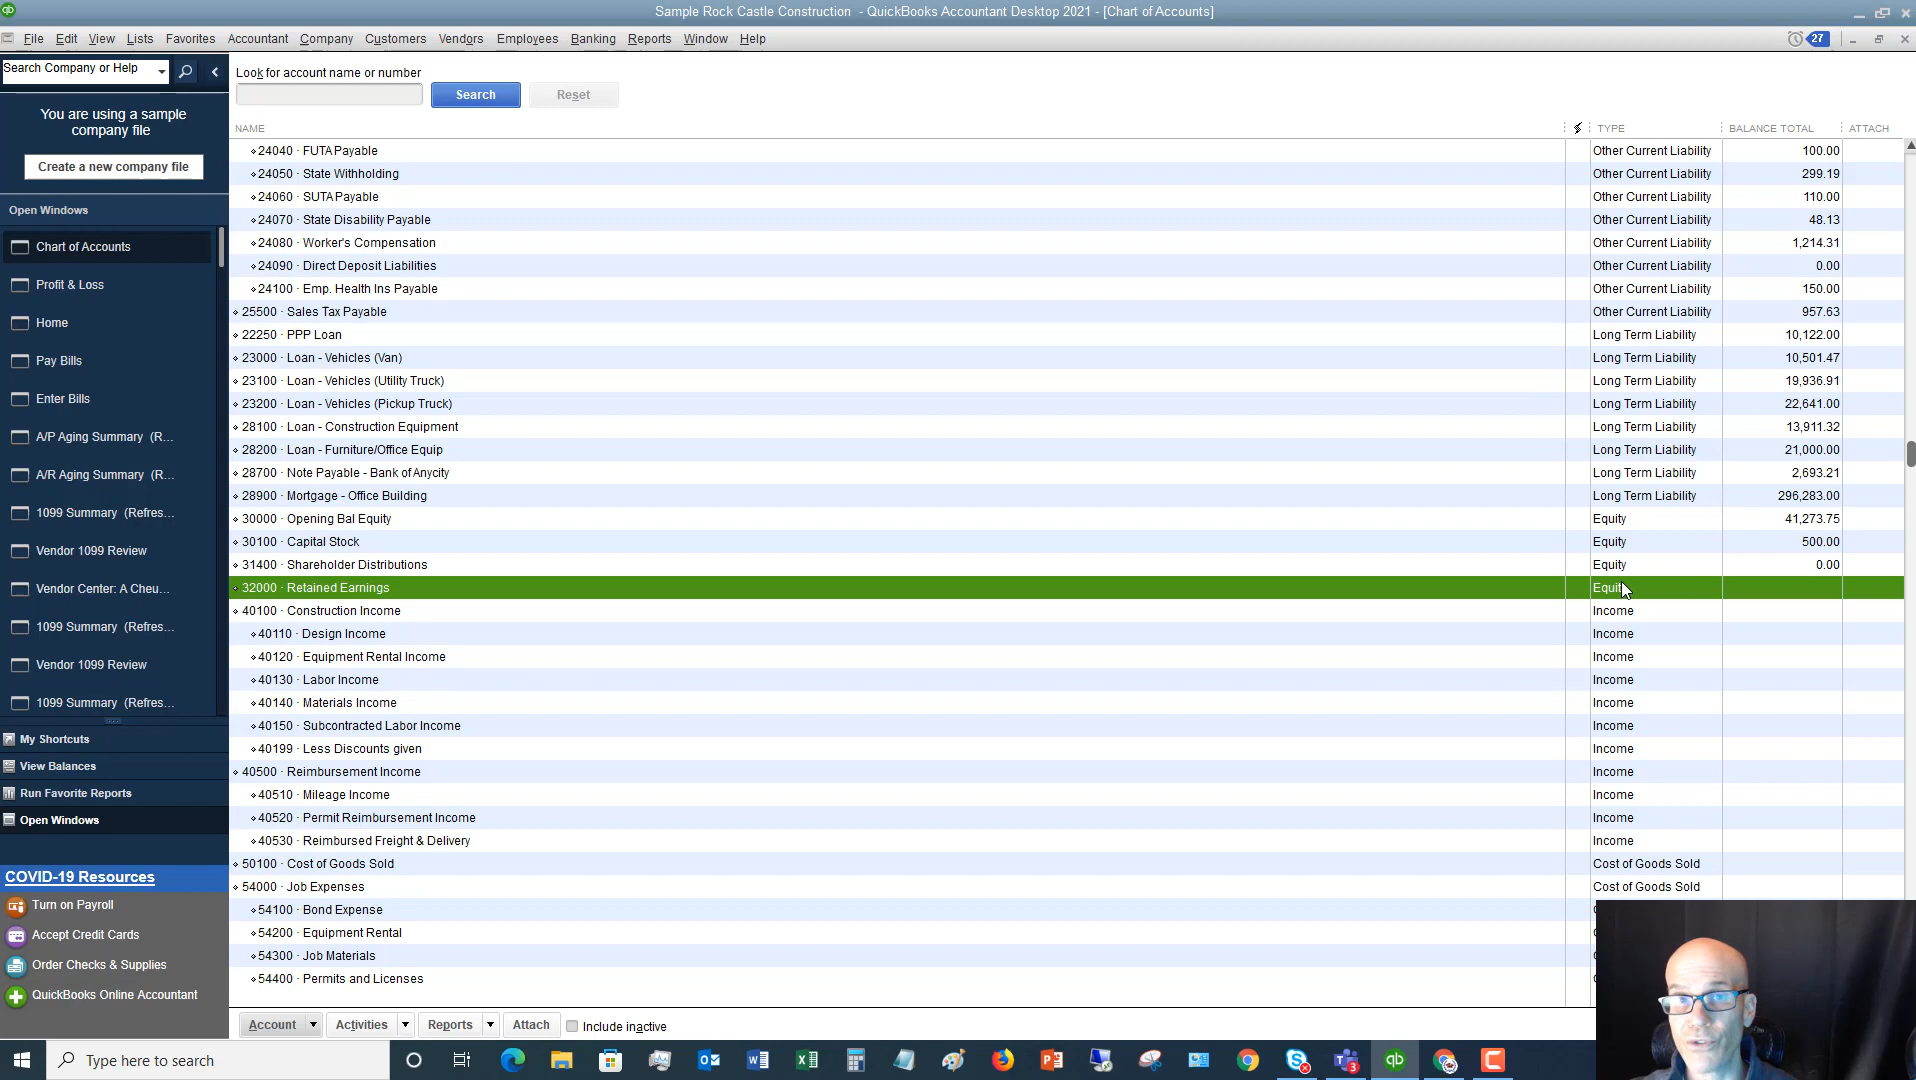 Sample Rock Castle Construction - QuickBooks Accountant Desktop 2021 - [Chart of Accounts]
File Edit View Lists Favorites Accountant Company Customers Vendors Employees Banking Reports Window Help
27
Search Company or Help
You are using a sample
company file
Create a new company file
Open Windows
Chart of Accounts
Profit & Loss
Home
Pay Bills
Enter Bills
A/P Aging Summary (R...
A/R Aging Summary (R...
1099 Summary (Refres...
Vendor 1099 Review
Vendor Center: A Cheu...
1099 Summary (Refres...
Vendor 1099 Review
1099 Summary (Refres...
My Shortcuts
View Balances
Run Favorite Reports
Open Windows
COVID-19 Resources
Turn on Payroll
Accept Credit Cards
Order Checks & Supplies
QuickBooks Online Accountant
Look for account name or number
Search Reset
NAME TYPE BALANCE TOTAL ATTACH
24040 · FUTA Payable Other Current Liability 100.00
24050 · State Withholding Other Current Liability 299.19
24060 · SUTA Payable Other Current Liability 110.00
24070 · State Disability Payable Other Current Liability 48.13
24080 · Worker's Compensation Other Current Liability 1,214.31
24090 · Direct Deposit Liabilities Other Current Liability 0.00
24100 · Emp. Health Ins Payable Other Current Liability 150.00
25500 · Sales Tax Payable Other Current Liability 957.63
22250 · PPP Loan Long Term Liability 10,122.00
23000 · Loan - Vehicles (Van) Long Term Liability 10,501.47
23100 · Loan - Vehicles (Utility Truck) Long Term Liability 19,936.91
23200 · Loan - Vehicles (Pickup Truck) Long Term Liability 22,641.00
28100 · Loan - Construction Equipment Long Term Liability 13,911.32
28200 · Loan - Furniture/Office Equip Long Term Liability 21,000.00
28700 · Note Payable - Bank of Anycity Long Term Liability 2,693.21
28900 · Mortgage - Office Building Long Term Liability 296,283.00
30000 · Opening Bal Equity Equity 41,273.75
30100 · Capital Stock Equity 500.00
31400 · Shareholder Distributions Equity 0.00
32000 · Retained Earnings Equity
40100 · Construction Income Income
40110 · Design Income Income
40120 · Equipment Rental Income Income
40130 · Labor Income Income
40140 · Materials Income Income
40150 · Subcontracted Labor Income Income
40199 · Less Discounts given Income
40500 · Reimbursement Income Income
40510 · Mileage Income Income
40520 · Permit Reimbursement Income Income
40530 · Reimbursed Freight & Delivery Income
50100 · Cost of Goods Sold Cost of Goods Sold
54000 · Job Expenses Cost of Goods Sold
54100 · Bond Expense
54200 · Equipment Rental
54300 · Job Materials
54400 · Permits and Licenses
Account Activities Reports Attach Include inactive
Type here to search